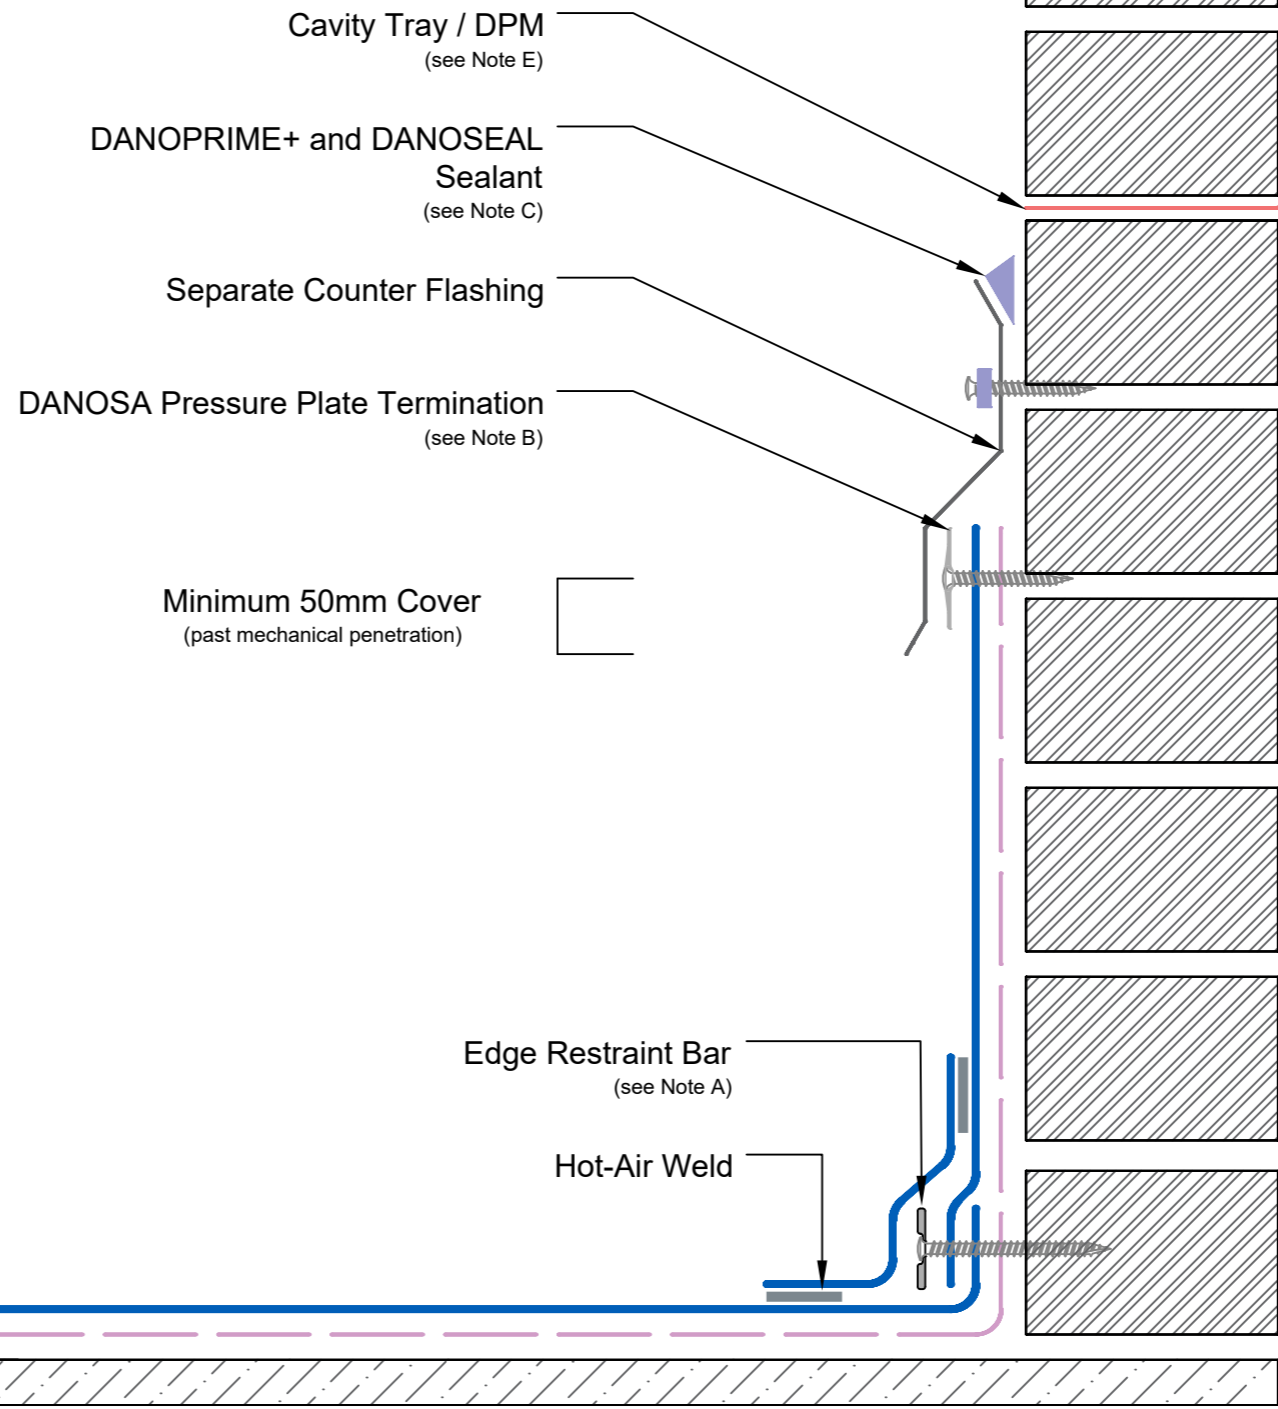 Cavity Tray / DPM
(see Note E)
DANOPRIME+ and DANOSEAL
Sealant
(see Note C)
Separate Counter Flashing
DANOSA Pressure Plate Termination
(see Note B)
Minimum 50mm Cover
(past mechanical penetration)
Edge Restraint Bar
(see Note A)
Hot-Air Weld